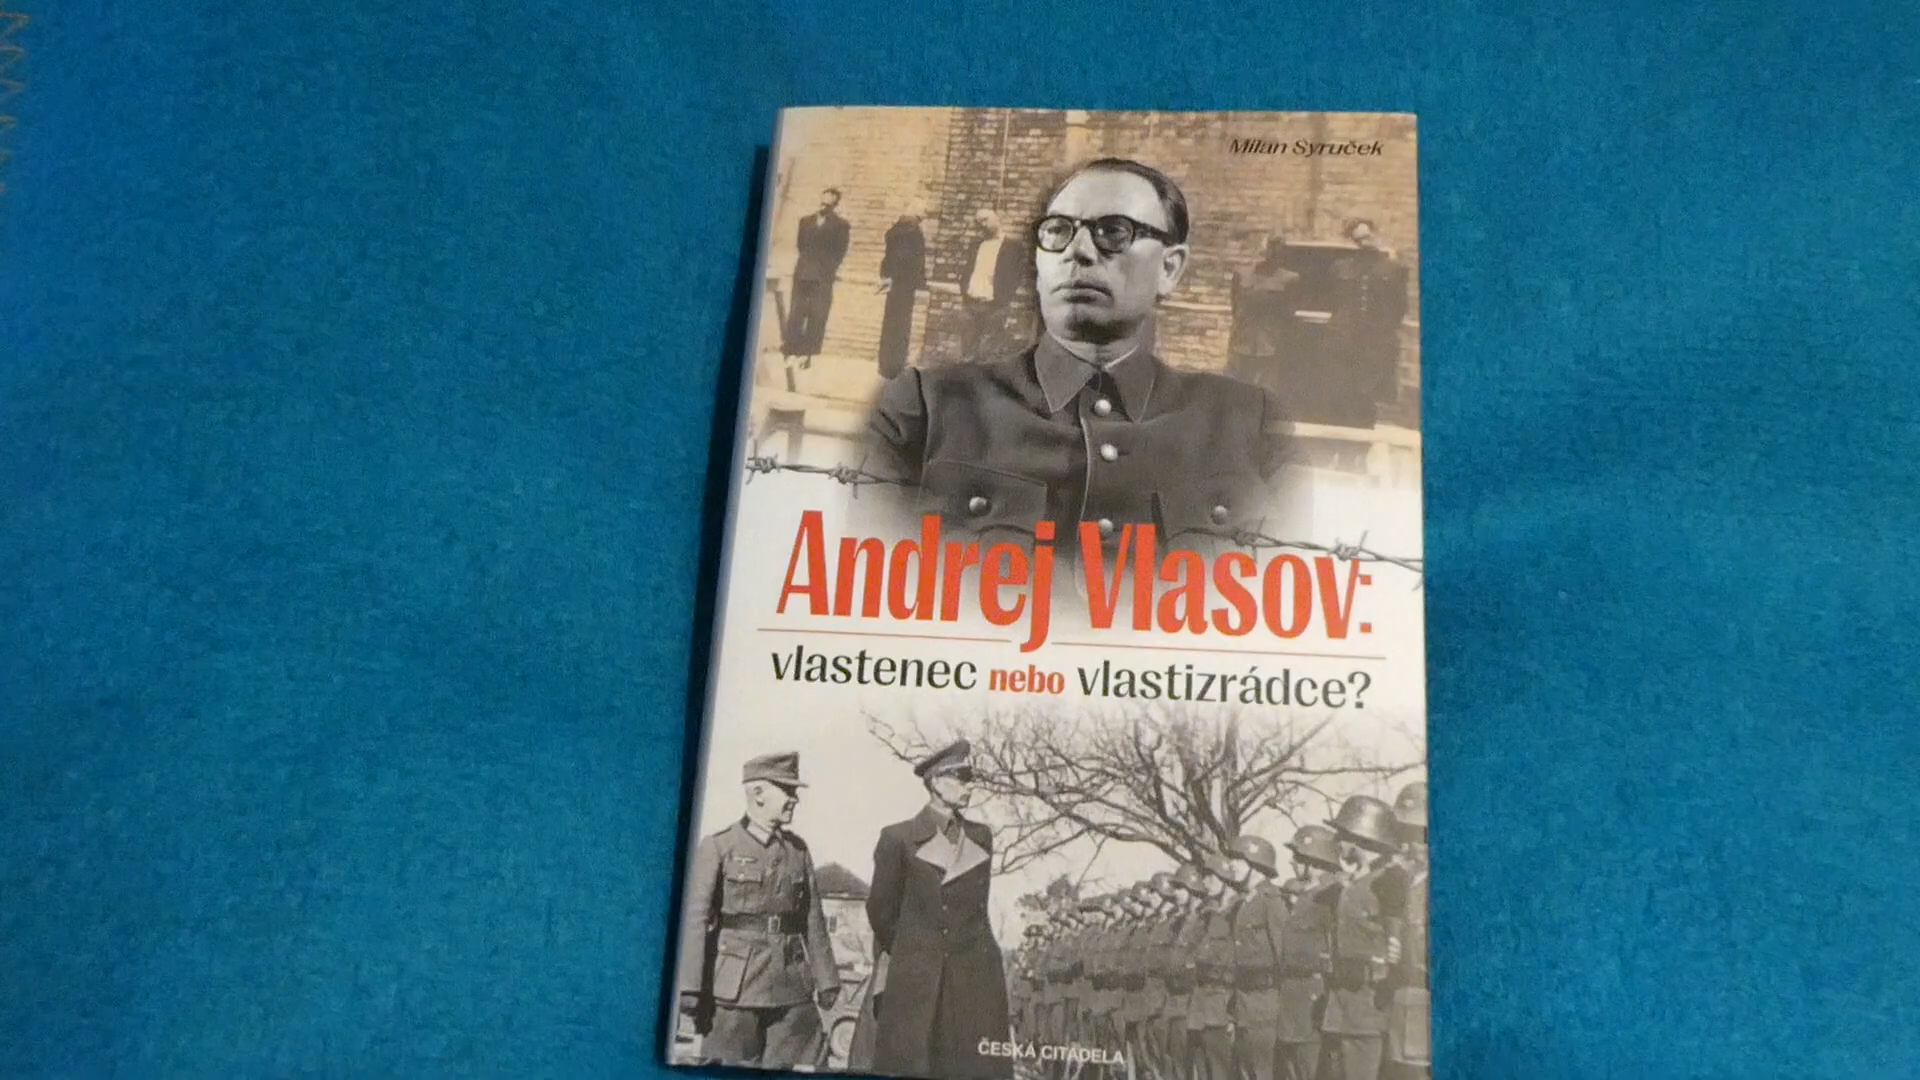 Milan Syruček
Andrej Vlasov:
vlastenec nebo vlastizrádce?
ČESKÁ CITADELA